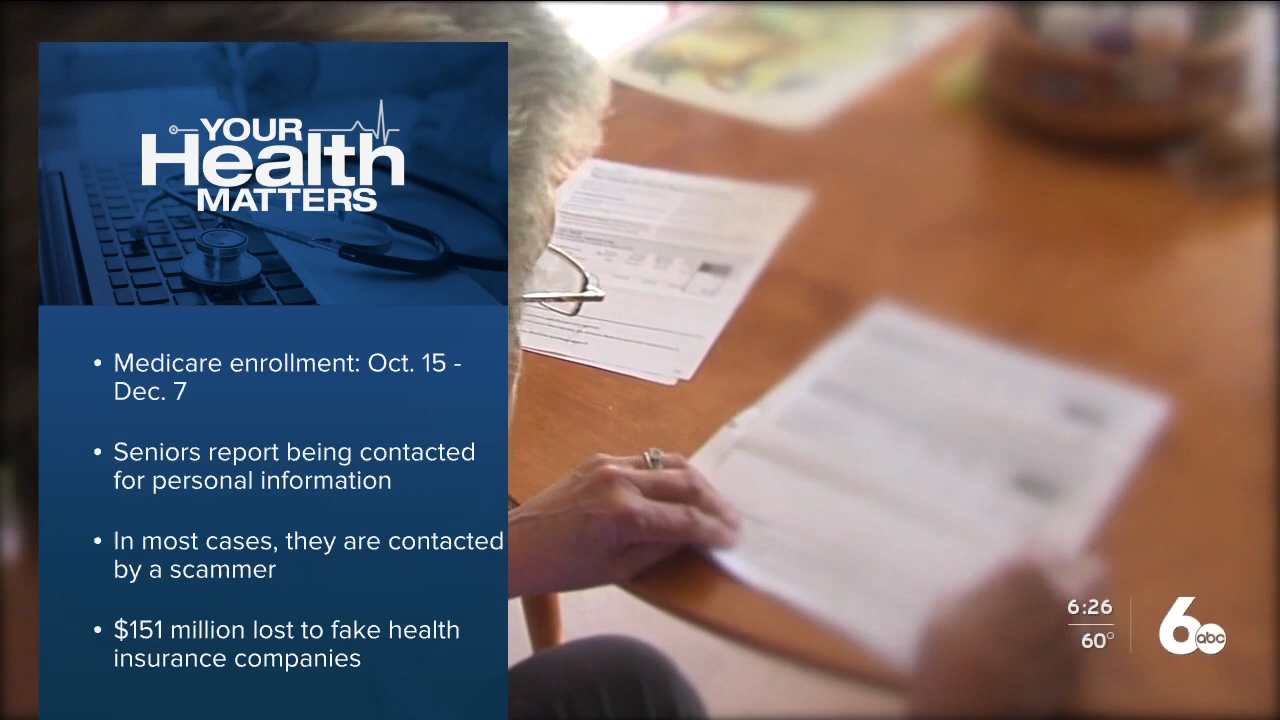 YOUR
Health
MATTERS
• Medicare enrollment: Oct. 15 -
Dec. 7
• Seniors report being contacted
for personal information
• In most cases, they are contacted
by a scammer
• $151 million lost to fake health
insurance companies
6:26
60°
6 abc